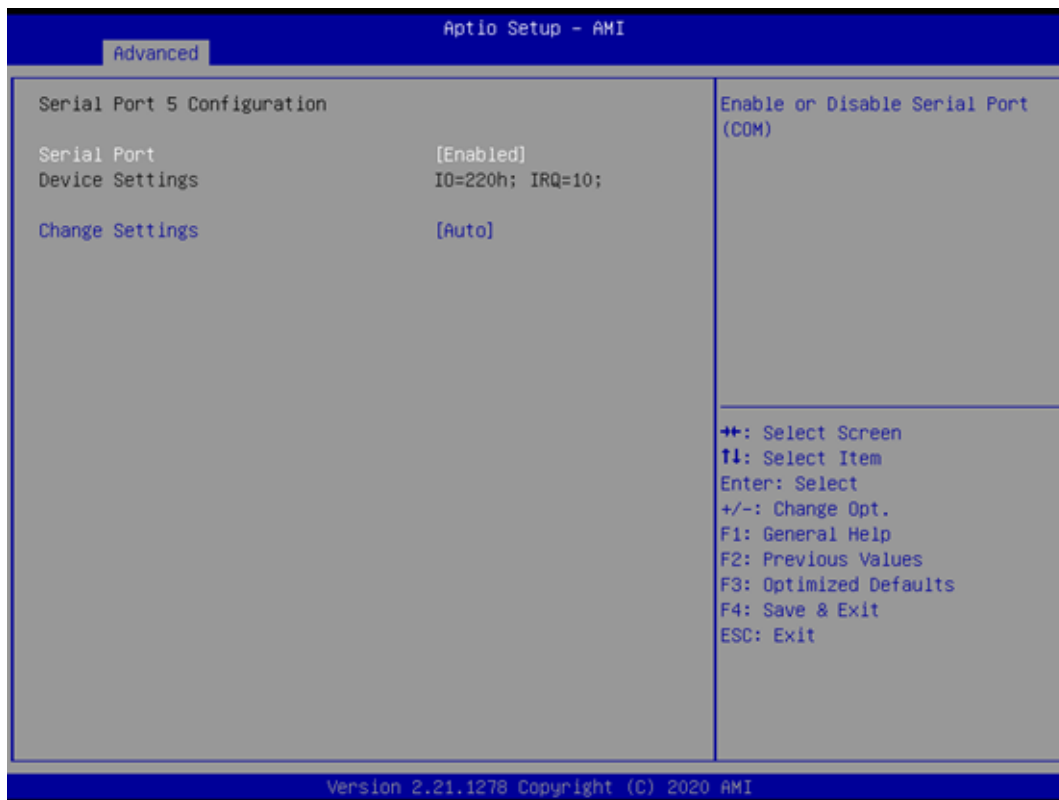 Aptio Setup – AMI
Advanced
Serial Port 5 Configuration
Serial Port [Enabled]
Device Settings IO=220h; IRQ=10;
Change Settings [Auto]
Enable or Disable Serial Port
(COM)
→←: Select Screen
↑↓: Select Item
Enter: Select
+/-: Change Opt.
F1: General Help
F2: Previous Values
F3: Optimized Defaults
F4: Save & Exit
ESC: Exit
Version 2.21.1278 Copyright (C) 2020 AMI